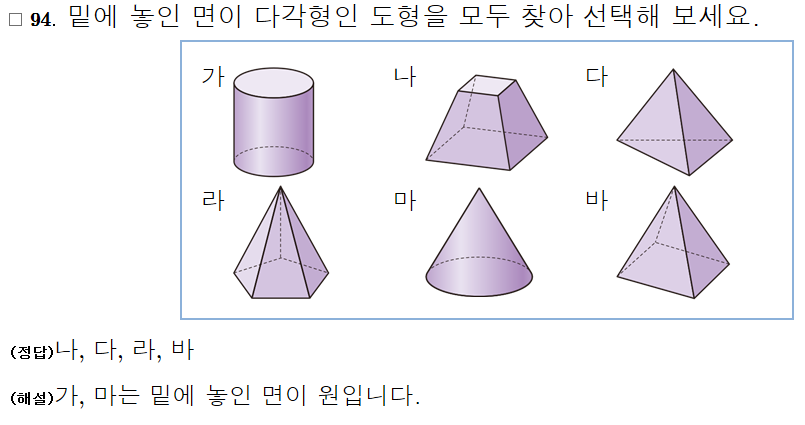 □ 94. 밑에 놓인 면이 다각형인 도형을 모두 찾아 선택해 보세요.
가 나 다
라 마 바
(정답)나, 다, 라, 바
(해설)가, 마는 밑에 놓인 면이 원입니다.